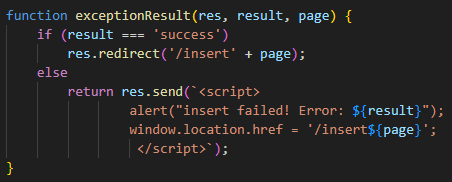 function exceptionResult(res, result, page) {
    if (result === 'success')
        res.redirect('/insert' + page);
    else
        return res.send(`<script>
                alert("insert failed! Error: ${result}");
                window.location.href = '/insert${page}';
                 </script>`);
}